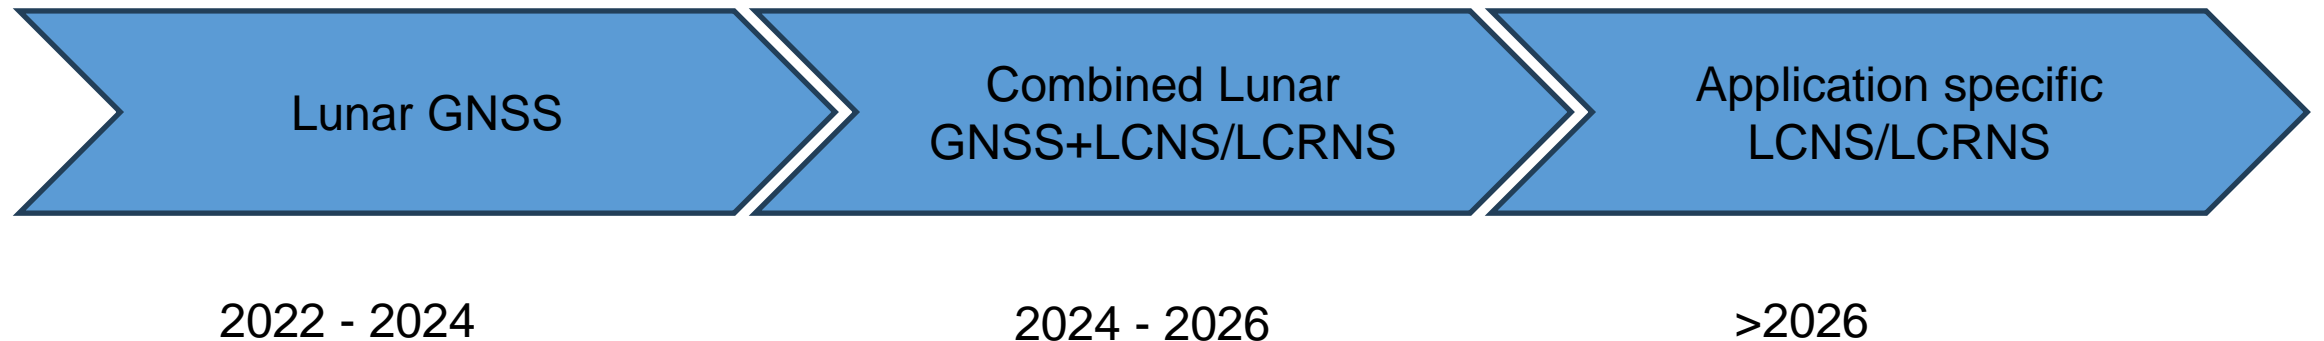 Lunar GNSS
Combined Lunar
GNSS+LCNS/LCRNS
Application specific
LCNS/LCRNS
2022 - 2024
2024 - 2026
>2026